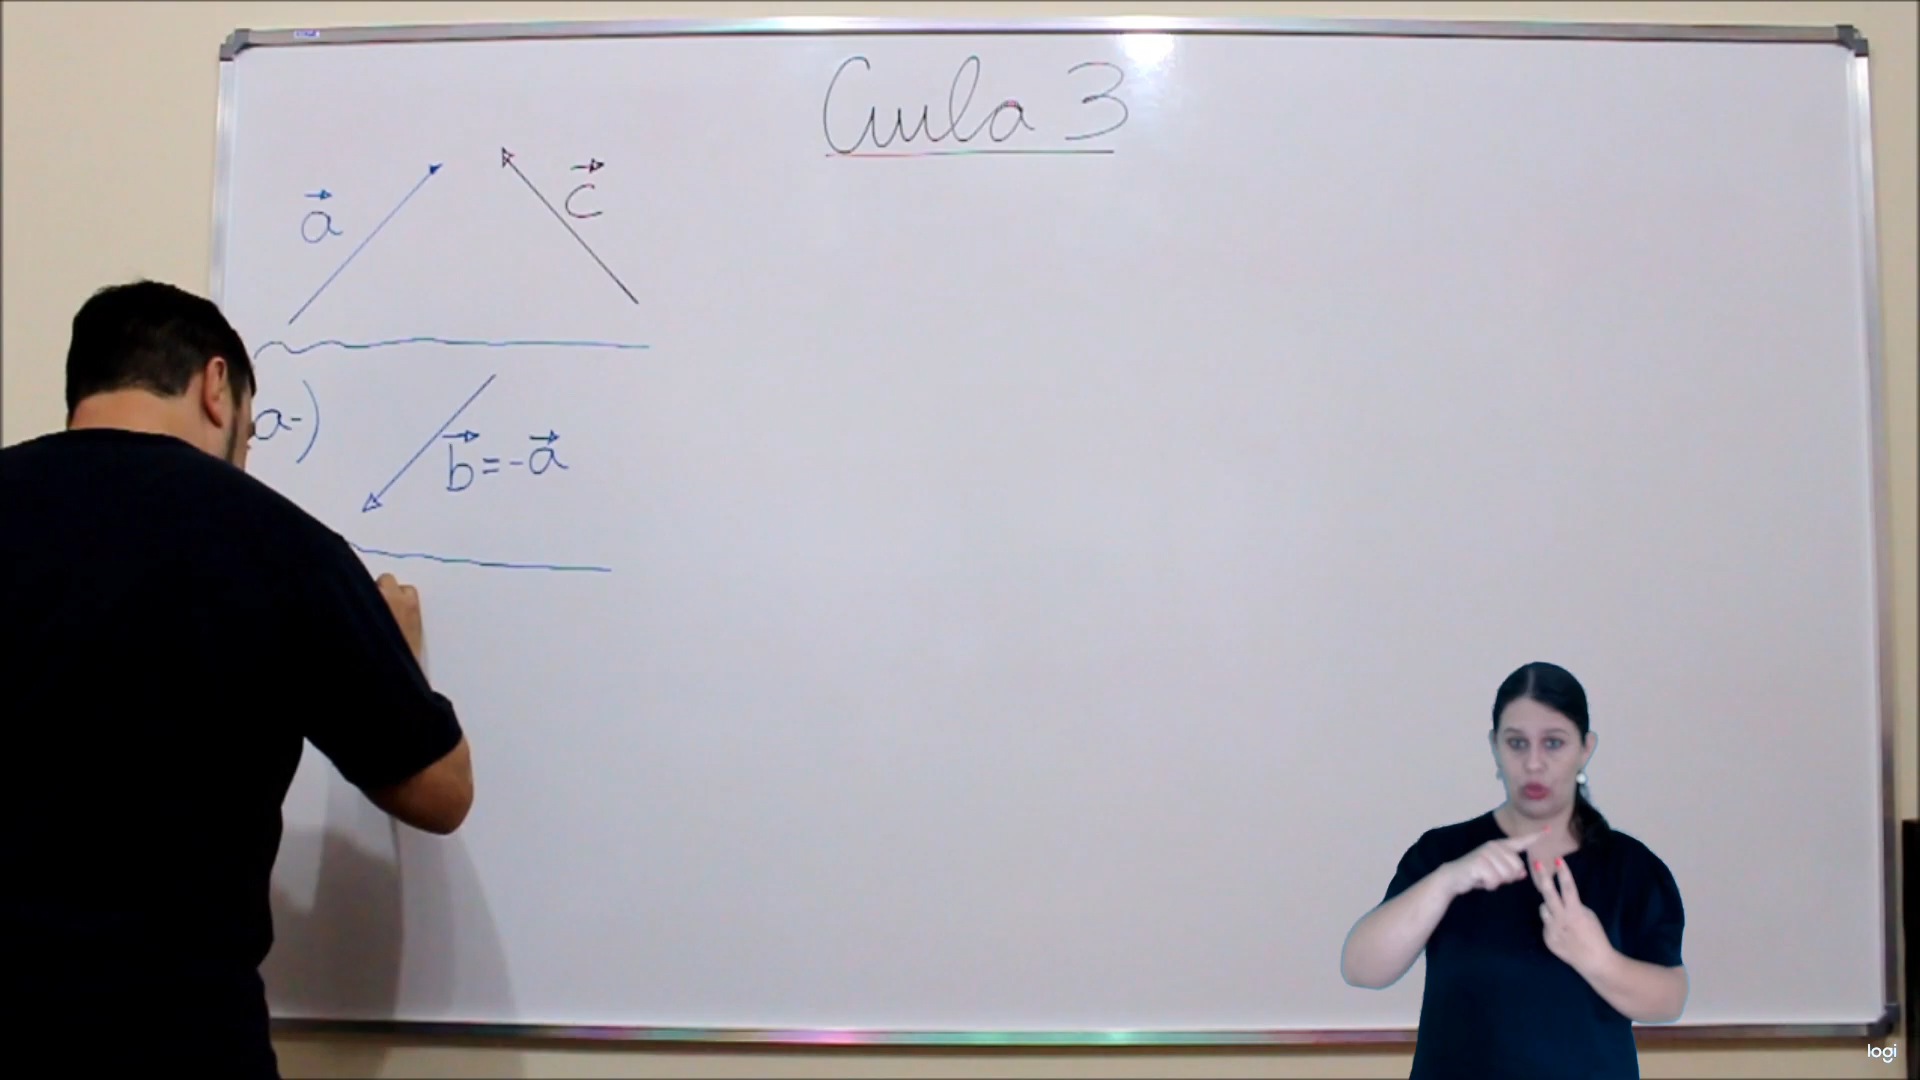 Aula 3
a⃗
c⃗
a-)
b⃗ = -a⃗
logi